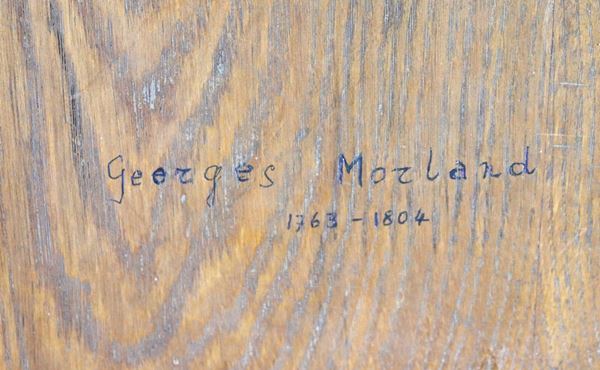 Georges Morland
1763 - 1804